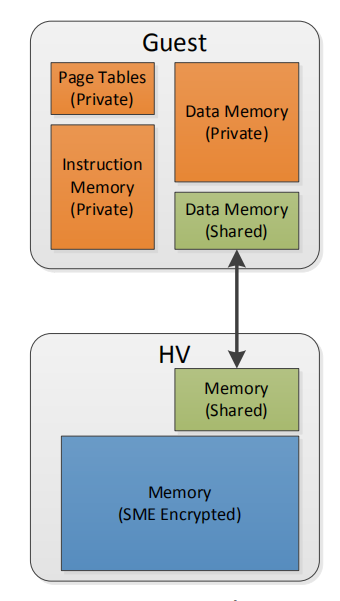 Guest
Page Tables
(Private)
Data Memory
(Private)
Instruction
Memory
(Private)
Data Memory
(Shared)
HV
Memory
(Shared)
Memory
(SME Encrypted)